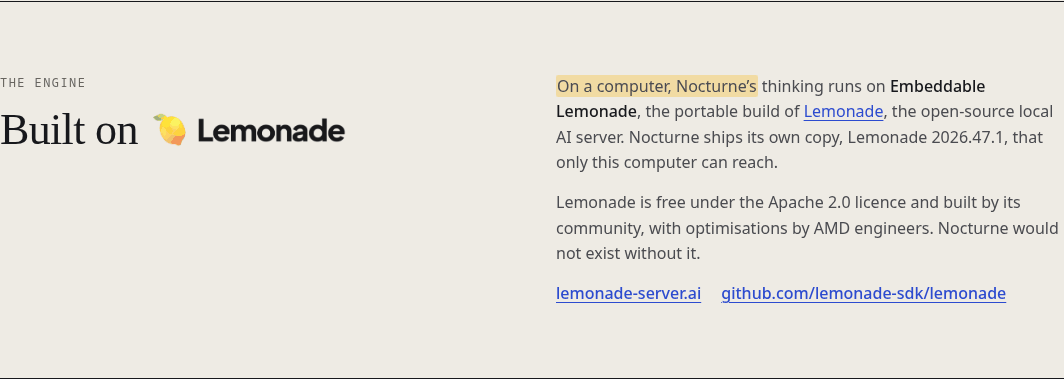 THE ENGINE
Built on Lemonade
On a computer, Nocturne’s thinking runs on Embeddable
Lemonade, the portable build of Lemonade, the open-source local
AI server. Nocturne ships its own copy, Lemonade 2026.47.1, that
only this computer can reach.
Lemonade is free under the Apache 2.0 licence and built by its
community, with optimisations by AMD engineers. Nocturne would
not exist without it.
lemonade-server.ai github.com/lemonade-sdk/lemonade